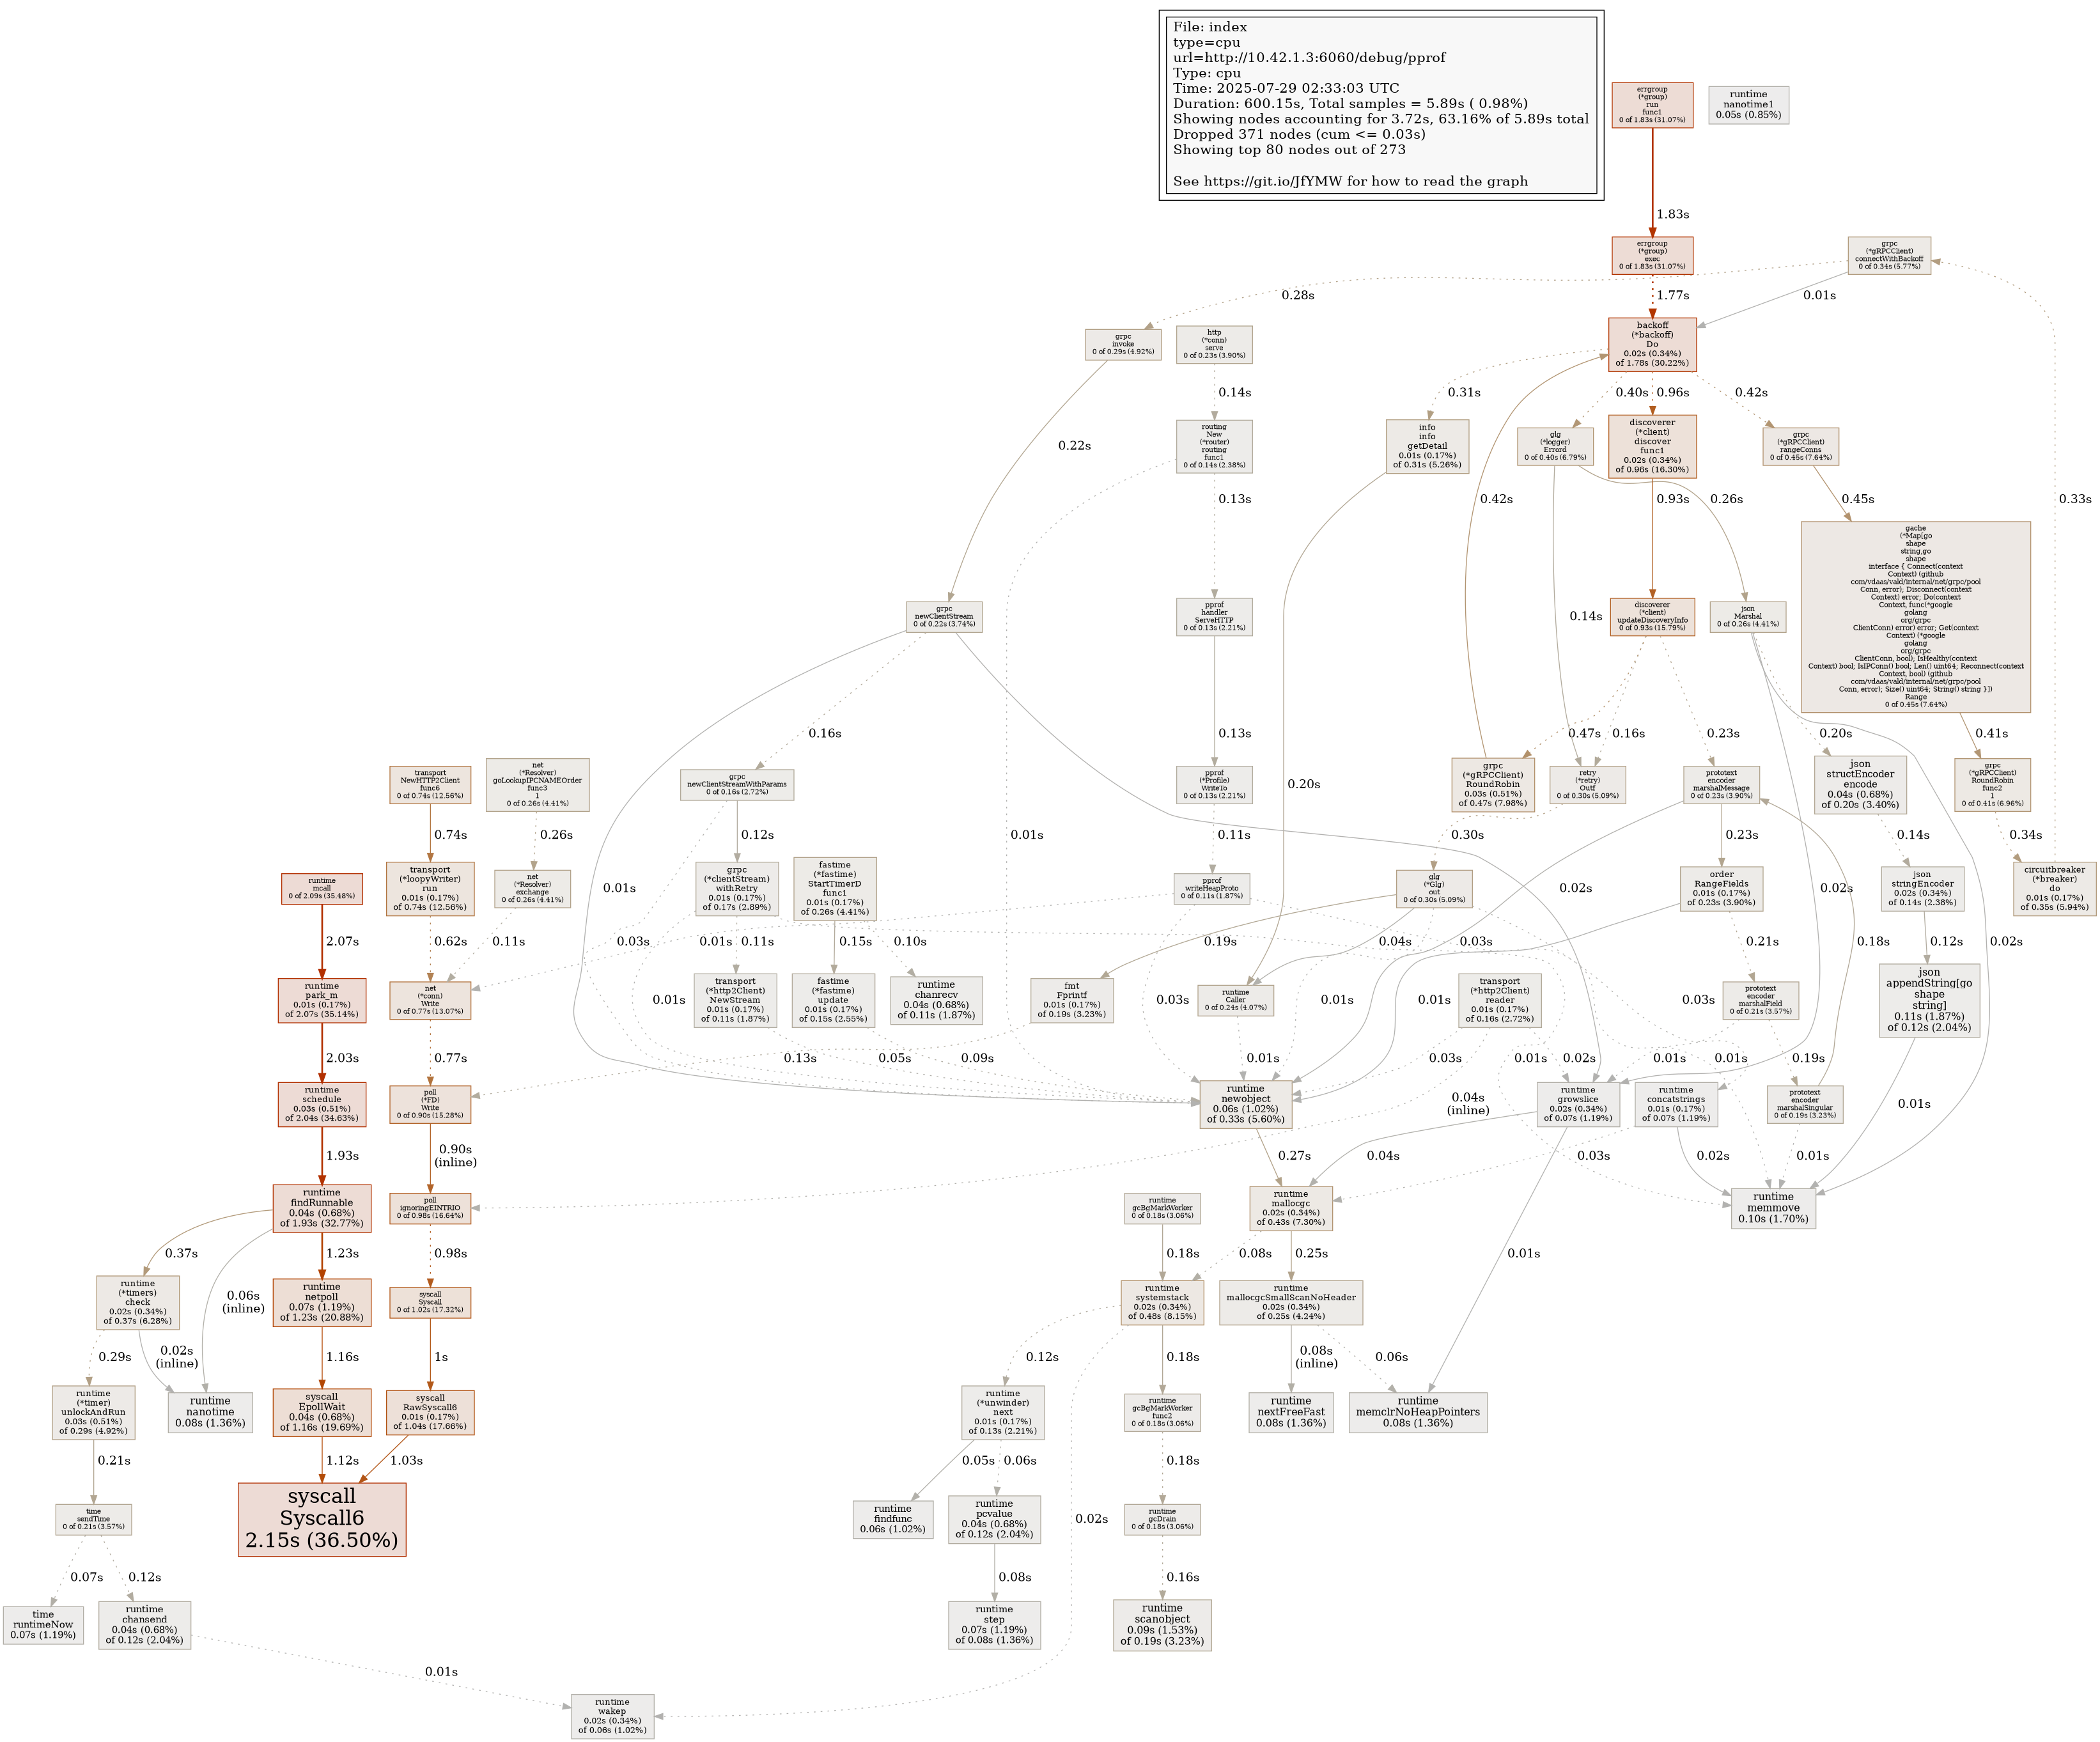 File: index
type=cpu
url=http://10.42.1.3:6060/debug/pprof
Type: cpu
Time: 2025-07-29 02:33:03 UTC
Duration: 600.15s, Total samples = 5.89s ( 0.98%)
Showing nodes accounting for 3.72s, 63.16% of 5.89s total
Dropped 371 nodes (cum <= 0.03s)
Showing top 80 nodes out of 273
See https://git.io/JfYMW for how to read the graph
errgroup
(*group)
run
func1
0 of 1.83s (31.07%)
runtime
nanotime1
0.05s (0.85%)
1.83s
errgroup
(*group)
exec
0 of 1.83s (31.07%)
grpc
(*gRPCClient)
connectWithBackoff
0 of 0.34s (5.77%)
0.28s
1.77s
0.01s
grpc
invoke
0 of 0.29s (4.92%)
http
(*conn)
serve
0 of 0.23s (3.90%)
backoff
(*backoff)
Do
0.02s (0.34%)
of 1.78s (30.22%)
0.14s
0.31s
0.40s
0.96s
0.42s
0.22s
routing
New
(*router)
routing
func1
0 of 0.14s (2.38%)
info
info
getDetail
0.01s (0.17%)
of 0.31s (5.26%)
glg
(*logger)
Errord
0 of 0.40s (6.79%)
discoverer
(*client)
discover
func1
0.02s (0.34%)
of 0.96s (16.30%)
grpc
(*gRPCClient)
rangeConns
0 of 0.45s (7.64%)
0.13s
0.42s
0.93s
0.26s
0.45s
0.33s
gache
(*Map[go
shape
string,go
shape
interface { Connect(context
Context) (github
com/vdaas/vald/internal/net/grpc/pool
Conn, error); Disconnect(context
Context) error; Do(context
Context, func(*google
golang
org/grpc
ClientConn) error) error; Get(context
Context) (*google
golang
org/grpc
ClientConn, bool); IsHealthy(context
Context) bool; IsIPConn() bool; Len() uint64; Reconnect(context
Context, bool) (github
com/vdaas/vald/internal/net/grpc/pool
Conn, error); Size() uint64; String() string }])
Range
0 of 0.45s (7.64%)
grpc
newClientStream
0 of 0.22s (3.74%)
pprof
handler
ServeHTTP
0 of 0.13s (2.21%)
0.14s
discoverer
(*client)
updateDiscoveryInfo
0 of 0.93s (15.79%)
json
Marshal
0 of 0.26s (4.41%)
0.16s
0.13s
0.47s
0.16s
0.23s
0.20s
0.41s
transport
NewHTTP2Client
func6
0 of 0.74s (12.56%)
net
(*Resolver)
goLookupIPCNAMEOrder
func3
1
0 of 0.26s (4.41%)
grpc
newClientStreamWithParams
0 of 0.16s (2.72%)
pprof
(*Profile)
WriteTo
0 of 0.13s (2.21%)
0.20s
grpc
(*gRPCClient)
RoundRobin
0.03s (0.51%)
of 0.47s (7.98%)
retry
(*retry)
Outf
0 of 0.30s (5.09%)
prototext
encoder
marshalMessage
0 of 0.23s (3.90%)
json
structEncoder
encode
0.04s (0.68%)
of 0.20s (3.40%)
grpc
(*gRPCClient)
RoundRobin
func2
1
0 of 0.41s (6.96%)
0.74s
0.26s
0.12s
0.01s
0.11s
0.30s
0.23s
0.14s
0.34s
runtime
mcall
0 of 2.09s (35.48%)
transport
(*loopyWriter)
run
0.01s (0.17%)
of 0.74s (12.56%)
net
(*Resolver)
exchange
0 of 0.26s (4.41%)
0.01s
grpc
(*clientStream)
withRetry
0.01s (0.17%)
of 0.17s (2.89%)
fastime
(*fastime)
StartTimerD
func1
0.01s (0.17%)
of 0.26s (4.41%)
pprof
writeHeapProto
0 of 0.11s (1.87%)
glg
(*Glg)
out
0 of 0.30s (5.09%)
0.02s
order
RangeFields
0.01s (0.17%)
of 0.23s (3.90%)
0.02s
json
stringEncoder
0.02s (0.34%)
of 0.14s (2.38%)
circuitbreaker
(*breaker)
do
0.01s (0.17%)
of 0.35s (5.94%)
2.07s
0.62s
0.11s
0.03s
0.01s
0.11s
0.15s
0.10s
0.19s
0.04s
0.03s
0.21s
0.18s
0.12s
0.02s
runtime
park_m
0.01s (0.17%)
of 2.07s (35.14%)
net
(*conn)
Write
0 of 0.77s (13.07%)
0.01s
transport
(*http2Client)
NewStream
0.01s (0.17%)
of 0.11s (1.87%)
fastime
(*fastime)
update
0.01s (0.17%)
of 0.15s (2.55%)
runtime
chanrecv
0.04s (0.68%)
of 0.11s (1.87%)
fmt
Fprintf
0.01s (0.17%)
of 0.19s (3.23%)
0.03s
runtime
Caller
0 of 0.24s (4.07%)
0.01s
0.01s
transport
(*http2Client)
reader
0.01s (0.17%)
of 0.16s (2.72%)
0.03s
prototext
encoder
marshalField
0 of 0.21s (3.57%)
json
appendString[go
shape
string]
0.11s (1.87%)
of 0.12s (2.04%)
2.03s
0.77s
0.13s
0.05s
0.09s
0.01s
0.03s
0.01s
0.02s
0.01s
0.01s
0.19s
runtime
schedule
0.03s (0.51%)
of 2.04s (34.63%)
poll
(*FD)
Write
0 of 0.90s (15.28%)
runtime
newobject
0.06s (1.02%)
of 0.33s (5.60%)
0.04s
(inline)
runtime
growslice
0.02s (0.34%)
of 0.07s (1.19%)
runtime
concatstrings
0.01s (0.17%)
of 0.07s (1.19%)
prototext
encoder
marshalSingular
0 of 0.19s (3.23%)
0.01s
1.93s
0.90s
(inline)
0.27s
0.04s
0.03s
0.02s
0.01s
runtime
findRunnable
0.04s (0.68%)
of 1.93s (32.77%)
poll
ignoringEINTRIO
0 of 0.98s (16.64%)
runtime
gcBgMarkWorker
0 of 0.18s (3.06%)
runtime
mallocgc
0.02s (0.34%)
of 0.43s (7.30%)
runtime
memmove
0.10s (1.70%)
0.37s
1.23s
0.98s
0.18s
0.08s
0.25s
0.01s
runtime
(*timers)
check
0.02s (0.34%)
of 0.37s (6.28%)
0.06s
(inline)
runtime
netpoll
0.07s (1.19%)
of 1.23s (20.88%)
syscall
Syscall
0 of 1.02s (17.32%)
runtime
systemstack
0.02s (0.34%)
of 0.48s (8.15%)
runtime
mallocgcSmallScanNoHeader
0.02s (0.34%)
of 0.25s (4.24%)
0.29s
0.02s
(inline)
1.16s
1s
0.12s
0.18s
0.08s
(inline)
0.06s
runtime
(*timer)
unlockAndRun
0.03s (0.51%)
of 0.29s (4.92%)
runtime
nanotime
0.08s (1.36%)
syscall
EpollWait
0.04s (0.68%)
of 1.16s (19.69%)
syscall
RawSyscall6
0.01s (0.17%)
of 1.04s (17.66%)
runtime
(*unwinder)
next
0.01s (0.17%)
of 0.13s (2.21%)
runtime
gcBgMarkWorker
func2
0 of 0.18s (3.06%)
runtime
nextFreeFast
0.08s (1.36%)
runtime
memclrNoHeapPointers
0.08s (1.36%)
0.21s
1.12s
1.03s
0.05s
0.06s
0.18s
time
sendTime
0 of 0.21s (3.57%)
syscall
Syscall6
2.15s (36.50%)
runtime
findfunc
0.06s (1.02%)
runtime
pcvalue
0.04s (0.68%)
of 0.12s (2.04%)
0.02s
runtime
gcDrain
0 of 0.18s (3.06%)
0.07s
0.12s
0.08s
0.16s
time
runtimeNow
0.07s (1.19%)
runtime
chansend
0.04s (0.68%)
of 0.12s (2.04%)
runtime
step
0.07s (1.19%)
of 0.08s (1.36%)
runtime
scanobject
0.09s (1.53%)
of 0.19s (3.23%)
0.01s
runtime
wakep
0.02s (0.34%)
of 0.06s (1.02%)